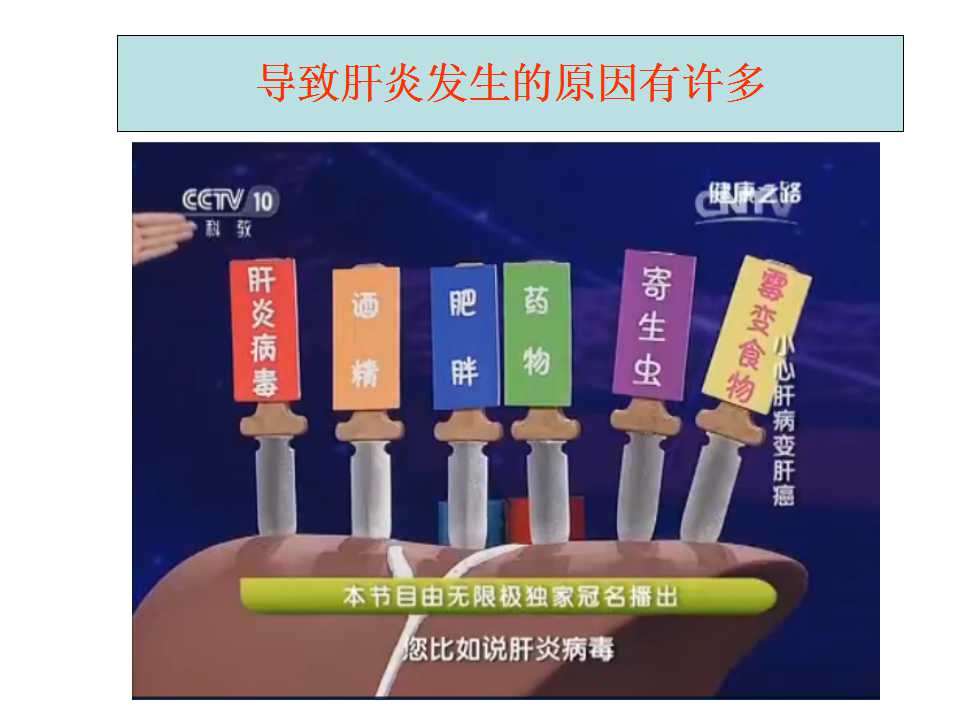 导致肝炎发生的原因有许多
CCTV 10
科教
健康之路
CNTV
肝炎病毒
酒精
肥胖
药物
寄生虫
霉变食物
小心肝病变肝癌
本节目由无限极独家冠名播出
您比如说肝炎病毒